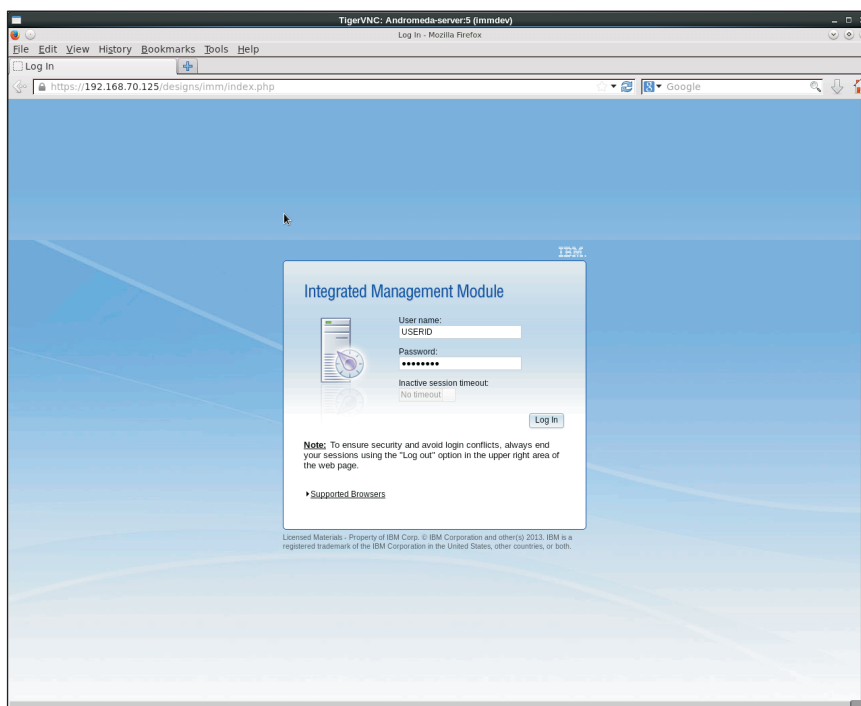 TigerVNC: Andromeda-server:5 (immdev)
Log In - Mozilla Firefox
File Edit View History Bookmarks Tools Help
Log In
https://192.168.70.125/designs/imm/index.php
Google
IBM.
Integrated Management Module
User name:
USERID
Password:
••••••••
Inactive session timeout:
No timeout
Log In
Note: To ensure security and avoid login conflicts, always end
your sessions using the "Log out" option in the upper right area of
the web page.
Supported Browsers
Licensed Materials - Property of IBM Corp. © IBM Corporation and other(s) 2013. IBM is a
registered trademark of the IBM Corporation in the United States, other countries, or both.